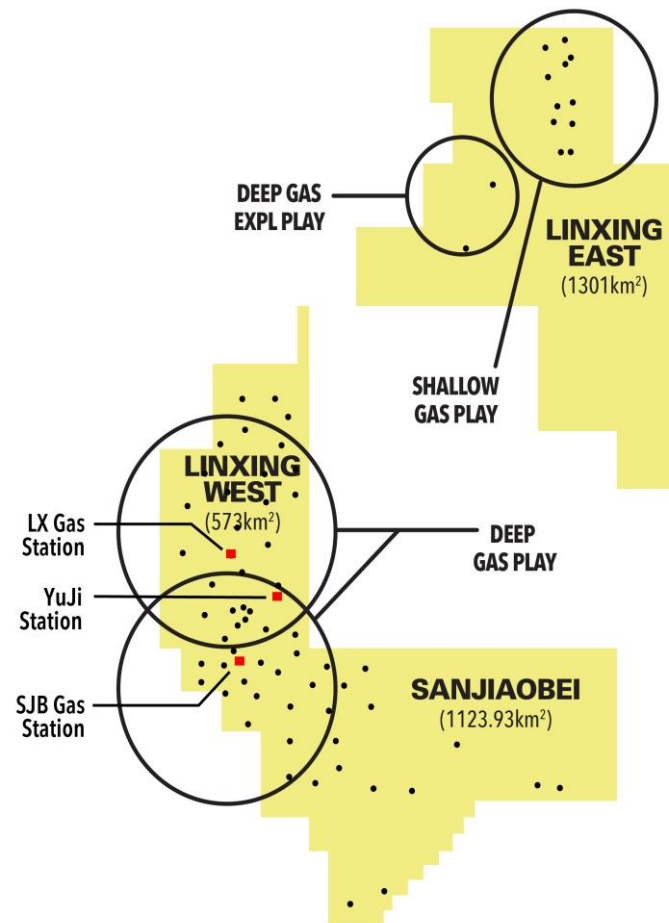 DEEP GAS
EXPL PLAY
LINXING
EAST
(1301km²)
SHALLOW
GAS PLAY
LINXING
WEST
(573km²)
LX Gas
Station
DEEP
GAS PLAY
YuJi
Station
SJB Gas
Station
SANJIAOBEI
(1123.93km²)